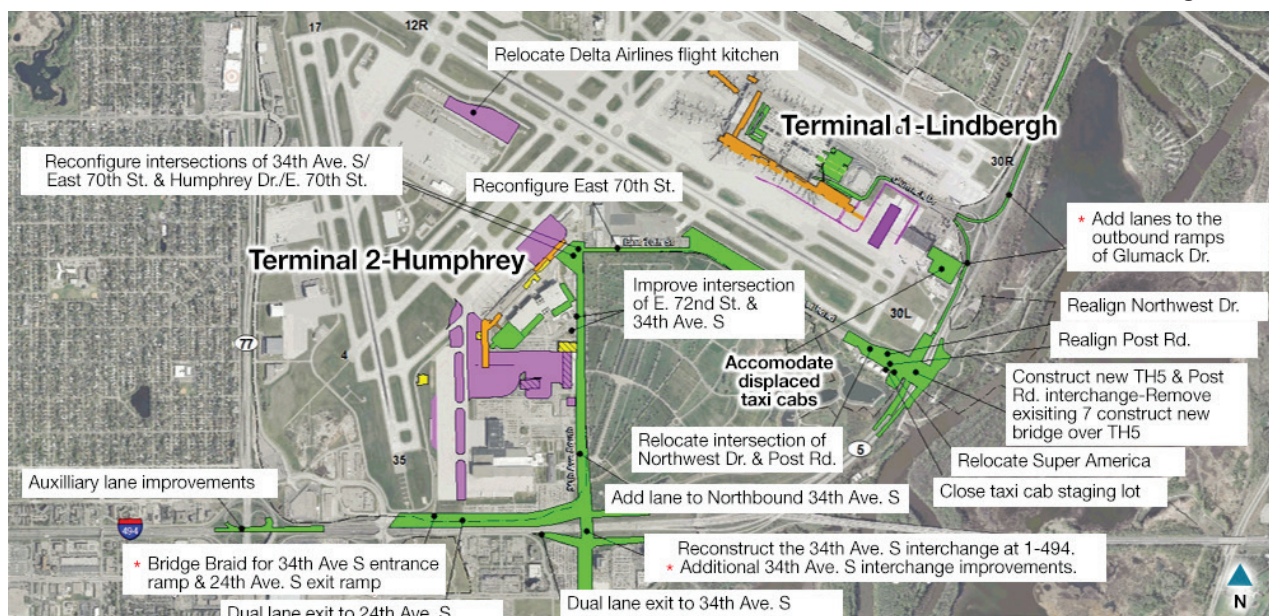 17
12R
Relocate Delta Airlines flight kitchen
Terminal 1-Lindbergh
30R
Reconfigure intersections of 34th Ave. S/
East 70th St. & Humphrey Dr./E. 70th St.
Reconfigure East 70th St.
* Add lanes to the
outbound ramps
of Glumack Dr.
Terminal 2-Humphrey
Improve intersection
of E. 72nd St. &
34th Ave. S
Realign Northwest Dr.
30L
Realign Post Rd.
77
4
Accomodate
displaced
taxi cabs
Construct new TH5 & Post
Rd. interchange-Remove
exisiting 7 construct new
bridge over TH5
Relocate intersection of
Northwest Dr. & Post Rd.
5
35
Relocate Super America
Auxilliary lane improvements
Add lane to Northbound 34th Ave. S
Close taxi cab staging lot
494
* Bridge Braid for 34th Ave S entrance
ramp & 24th Ave. S exit ramp
Reconstruct the 34th Ave. S interchange at 1-494.
* Additional 34th Ave. S interchange improvements.
Dual lane exit to 24th Ave. S
Dual lane exit to 34th Ave. S
N